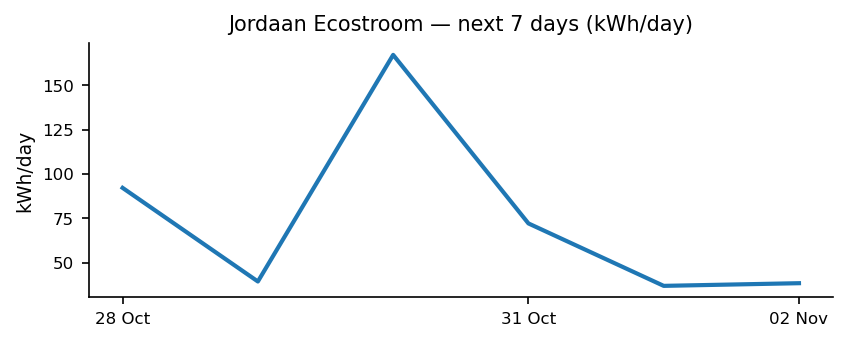 Jordaan Ecostroom — next 7 days (kWh/day)
kWh/day
150
125
100
75
50
28 Oct
31 Oct
02 Nov